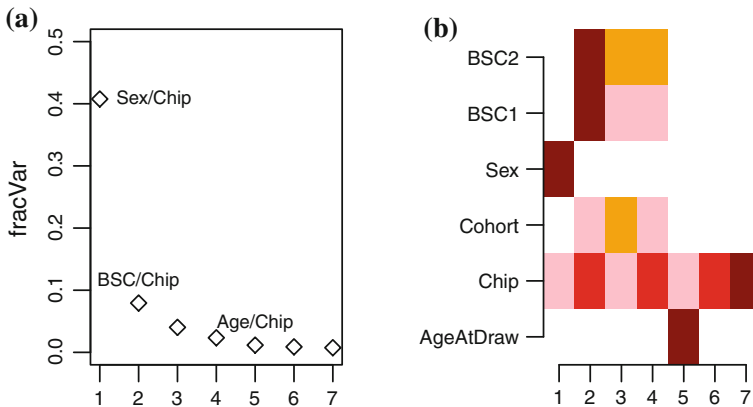 (a)
0.5
0.4
0.3
0.2
0.1
0.0
fracVar
Sex/Chip
BSC/Chip
Age/Chip
1 2 3 4 5 6 7
(b)
BSC2
BSC1
Sex
Cohort
Chip
AgeAtDraw
1 2 3 4 5 6 7